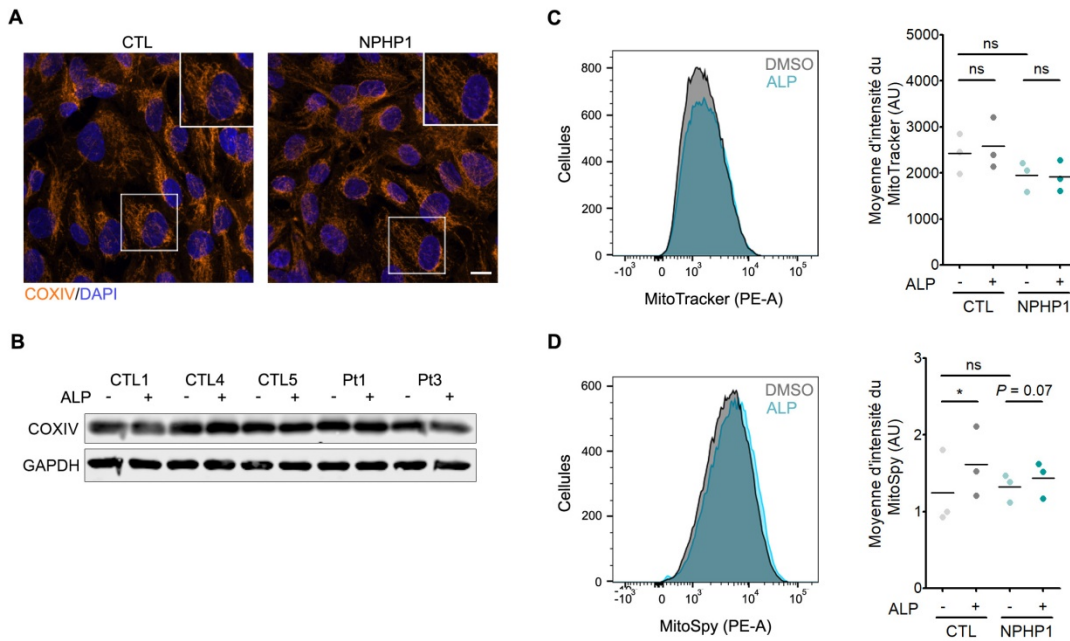 A
CTL
NPHP1
COXIV/DAPI
B
CTL1 CTL4 CTL5 Pt1 Pt3
ALP - + - + - + - + - +
COXIV
GAPDH
C
Cellules
800
600
400
200
0
DMSO
ALP
-10³ 0 10³ 10⁴ 10⁵
MitoTracker (PE-A)
Moyenne d'intensité du
MitoTracker (AU)
5000
4000
3000
2000
1000
0
ns
ns ns
ALP - + - +
CTL NPHP1
D
Cellules
600
400
200
0
DMSO
ALP
-10³ 0 10³ 10⁴ 10⁵
MitoSpy (PE-A)
Moyenne d'intensité du
MitoSpy (AU)
3
2
1
0
ns
* P = 0.07
ALP - + - +
CTL NPHP1